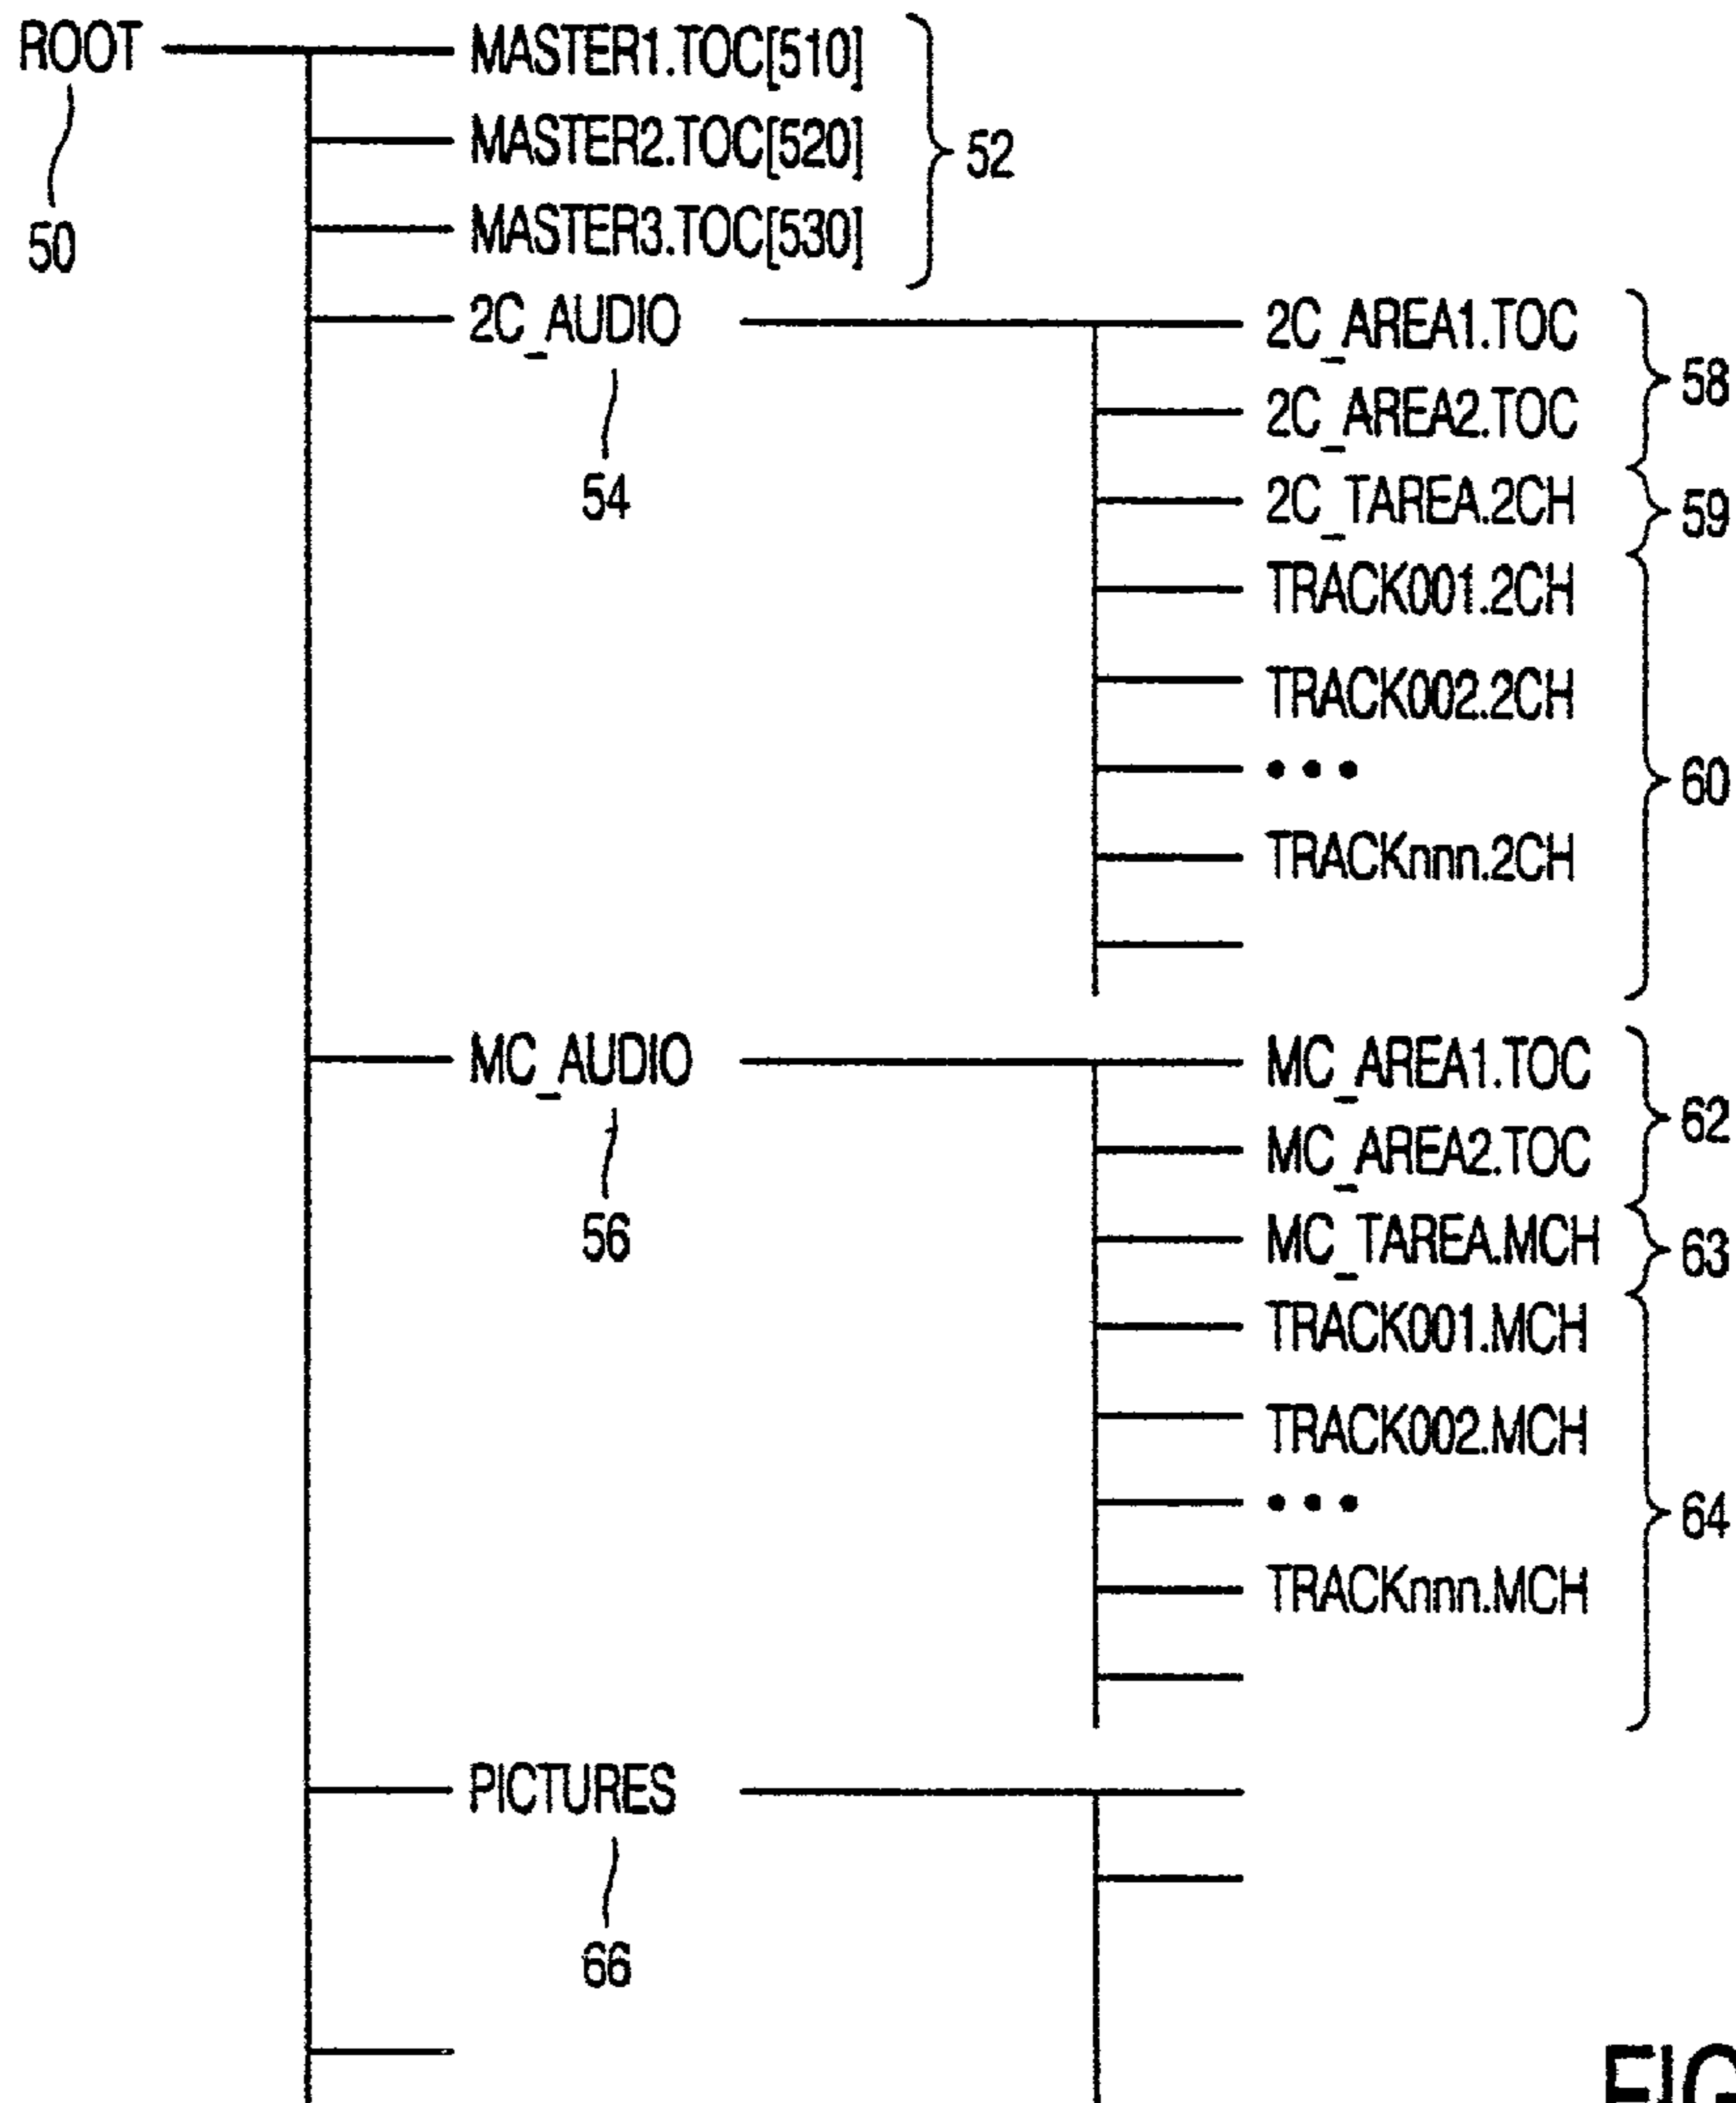 ROOT
50
MASTER1.TOC[510]
MASTER2.TOC[520]
MASTER3.TOC[530]
52
2C_AUDIO
54
2C_AREA1.TOC
2C_AREA2.TOC
58
2C_TAREA.2CH
59
TRACK001.2CH
TRACK002.2CH
• • •
TRACKnnn.2CH
60
MC_AUDIO
56
MC_AREA1.TOC
MC_AREA2.TOC
62
MC_TAREA.MCH
63
TRACK001.MCH
TRACK002.MCH
• • •
TRACKnnn.MCH
64
PICTURES
66